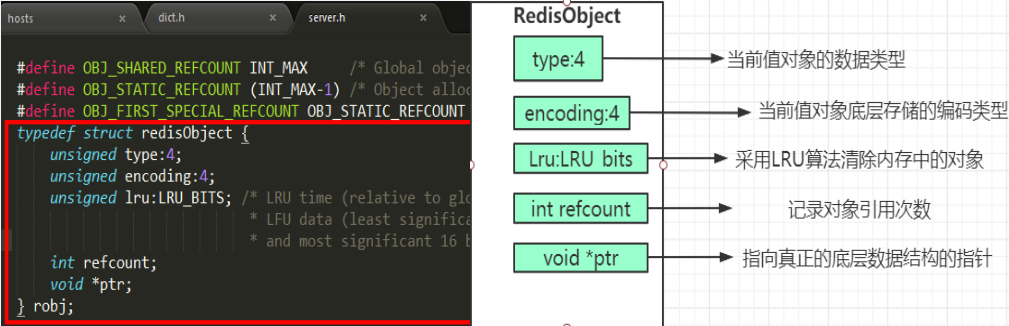 hosts x dict.h x server.h x
#define OBJ_SHARED_REFCOUNT INT_MAX /* Global objec
#define OBJ_STATIC_REFCOUNT (INT_MAX-1) /* Object alloc
#define OBJ_FIRST_SPECIAL_REFCOUNT OBJ_STATIC_REFCOUNT
typedef struct redisObject {
unsigned type:4;
unsigned encoding:4;
unsigned lru:LRU_BITS; /* LRU time (relative to glo
* LFU data (least significa
* and most significant 16 b
int refcount;
void *ptr;
} robj;
RedisObject
type:4
当前值对象的数据类型
encoding:4
当前值对象底层存储的编码类型
Lru:LRU bits
采用LRU算法清除内存中的对象
int refcount
记录对象引用次数
void *ptr
指向真正的底层数据结构的指针